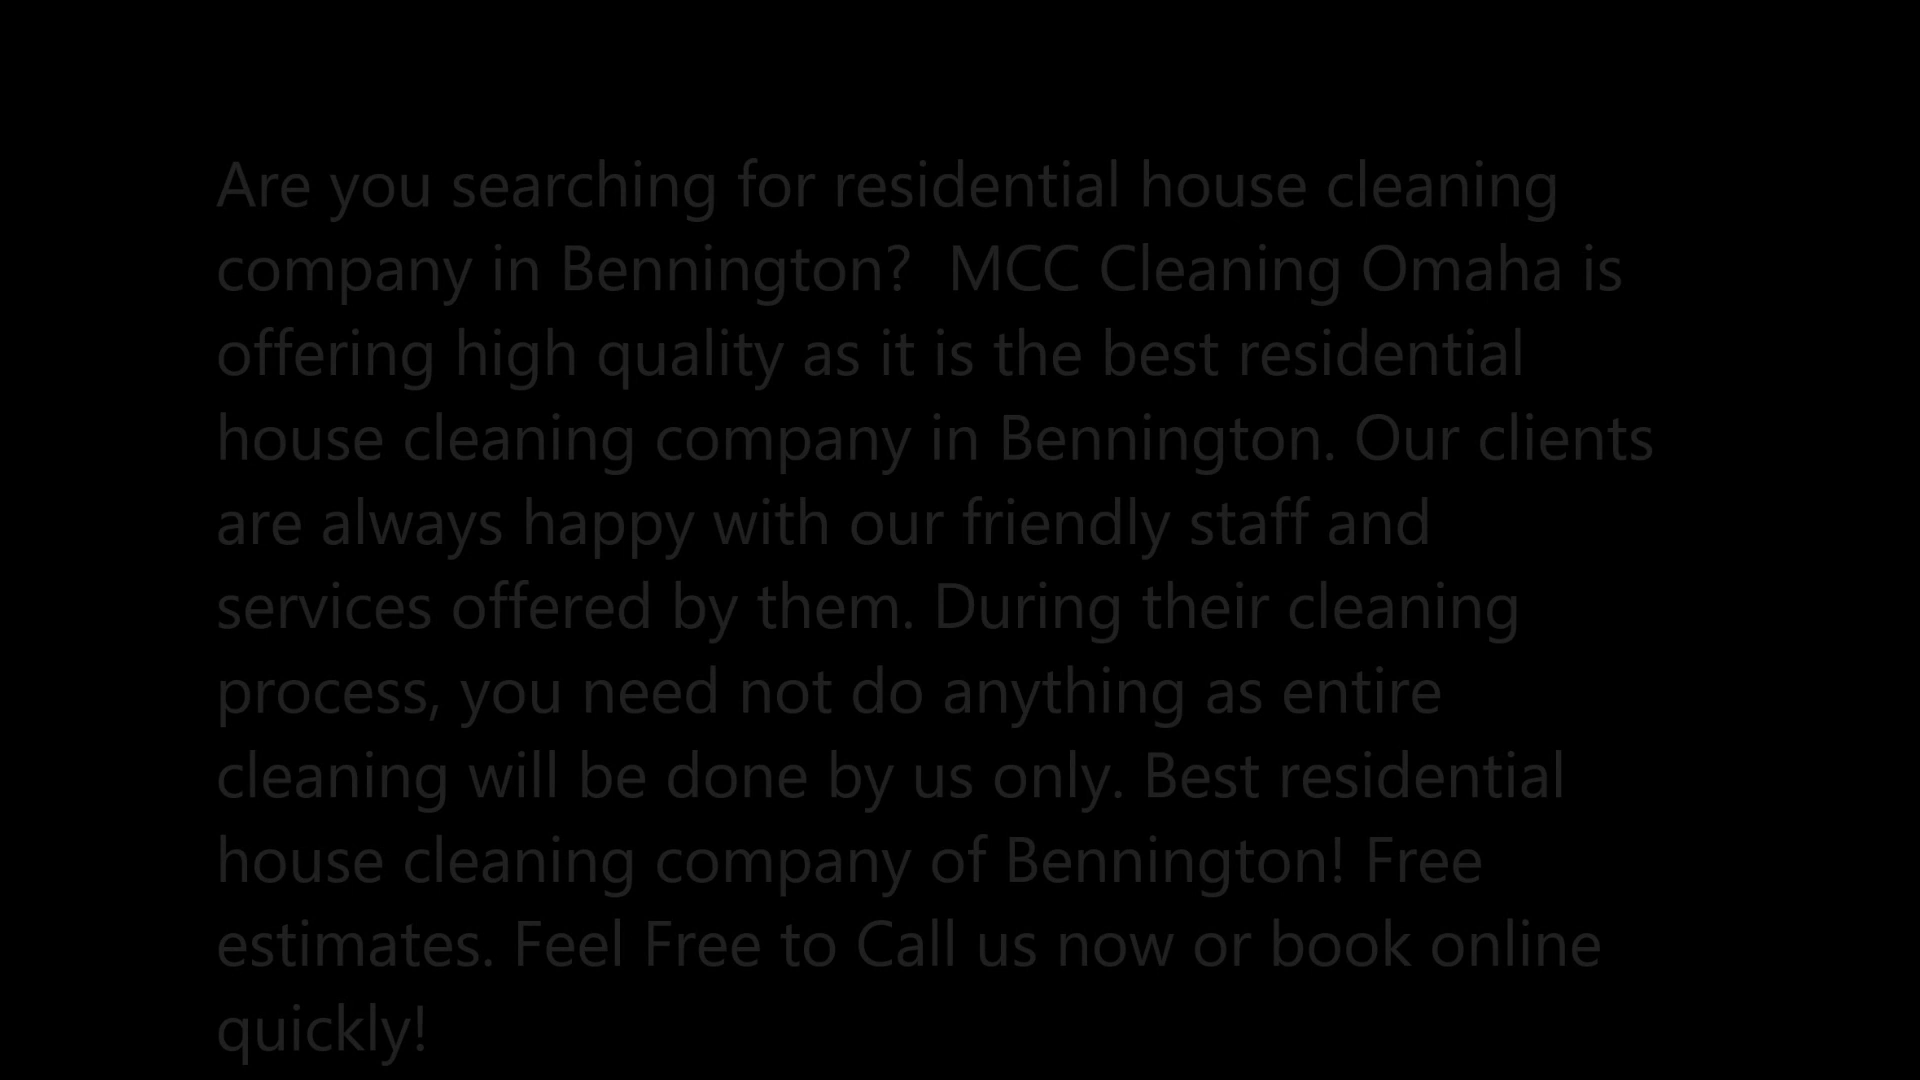 Are you searching for residential house cleaning
company in Bennington?  MCC Cleaning Omaha is
offering high quality as it is the best residential
house cleaning company in Bennington. Our clients
are always happy with our friendly staff and
services offered by them. During their cleaning
process, you need not do anything as entire
cleaning will be done by us only. Best residential
house cleaning company of Bennington! Free
estimates. Feel Free to Call us now or book online
quickly!